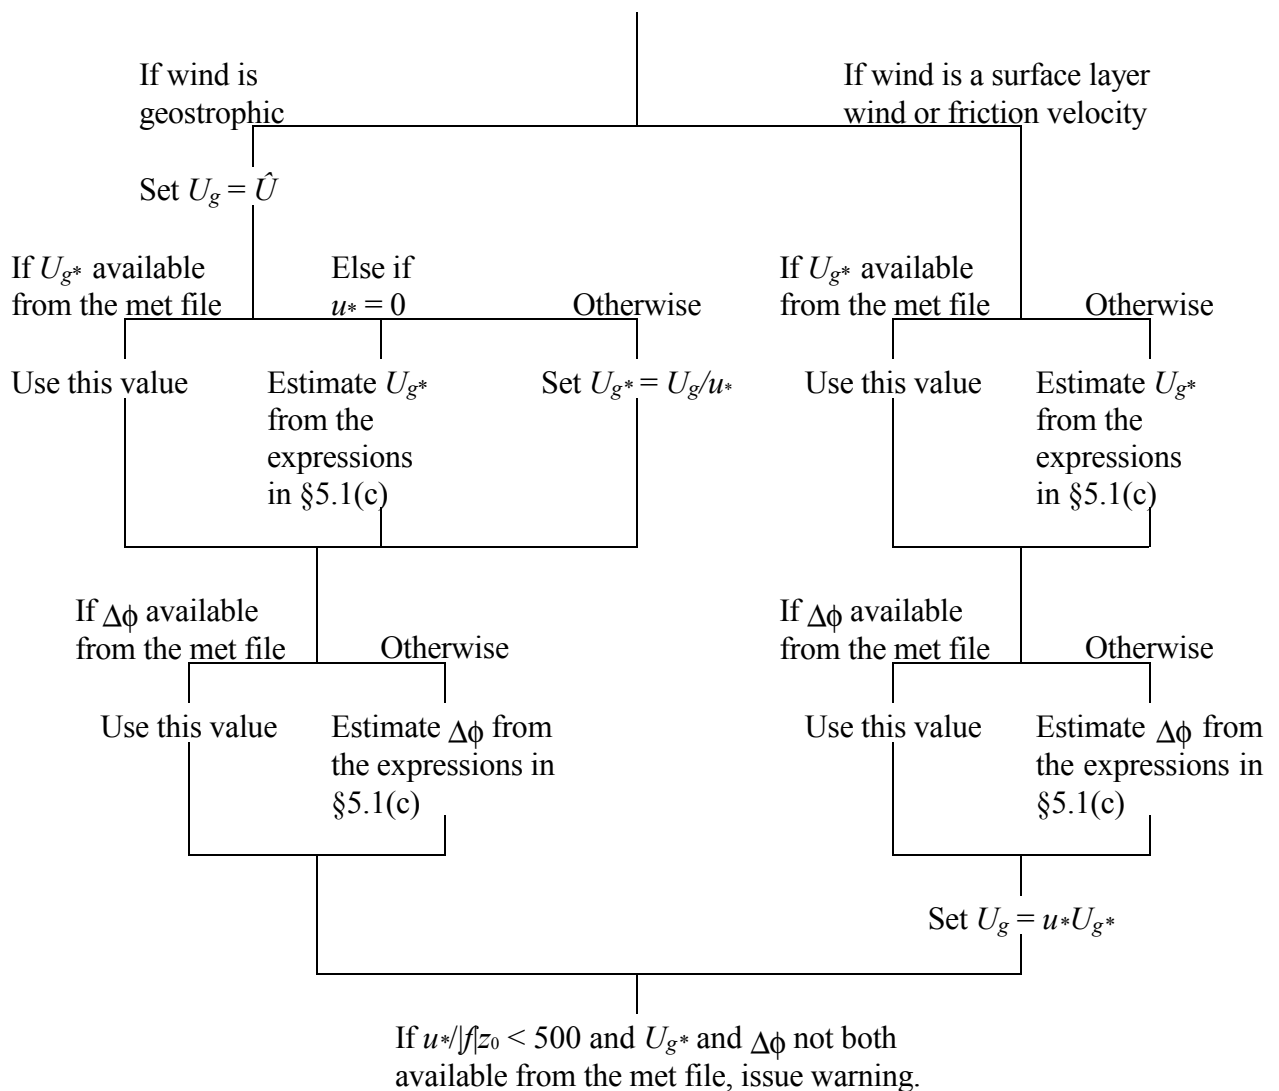 If wind is
geostrophic
If wind is a surface layer
wind or friction velocity
Set U_g = Û
If U_g* available
from the met file
Else if
u* = 0
Otherwise
If U_g* available
from the met file
Otherwise
Use this value
Estimate U_g*
from the
expressions
in §5.1(c)
Set U_g* = U_g/u*
Use this value
Estimate U_g*
from the
expressions
in §5.1(c)
If Δϕ available
from the met file
Otherwise
If Δϕ available
from the met file
Otherwise
Use this value
Estimate Δϕ from
the expressions in
§5.1(c)
Use this value
Estimate Δϕ from
the expressions in
§5.1(c)
Set U_g = u*U_g*
If u*/|f|z₀ < 500 and U_g* and Δϕ not both
available from the met file, issue warning.